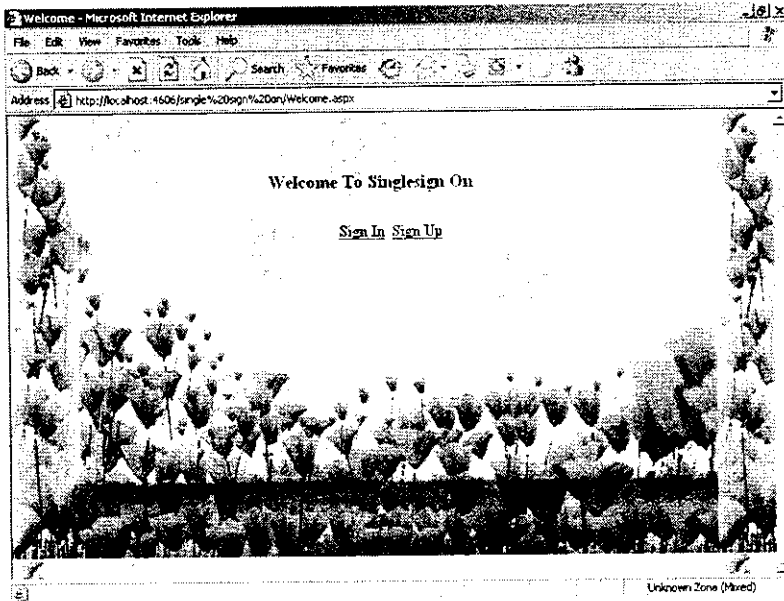 Welcome - Microsoft Internet Explorer
File Edit View Favorites Tools Help
Back Search Favorites
Address http://localhost:4606/single%20sign%20on/Welcome.aspx
Welcome To Singlesign On
Sign In Sign Up
Unknown Zone (Mixed)